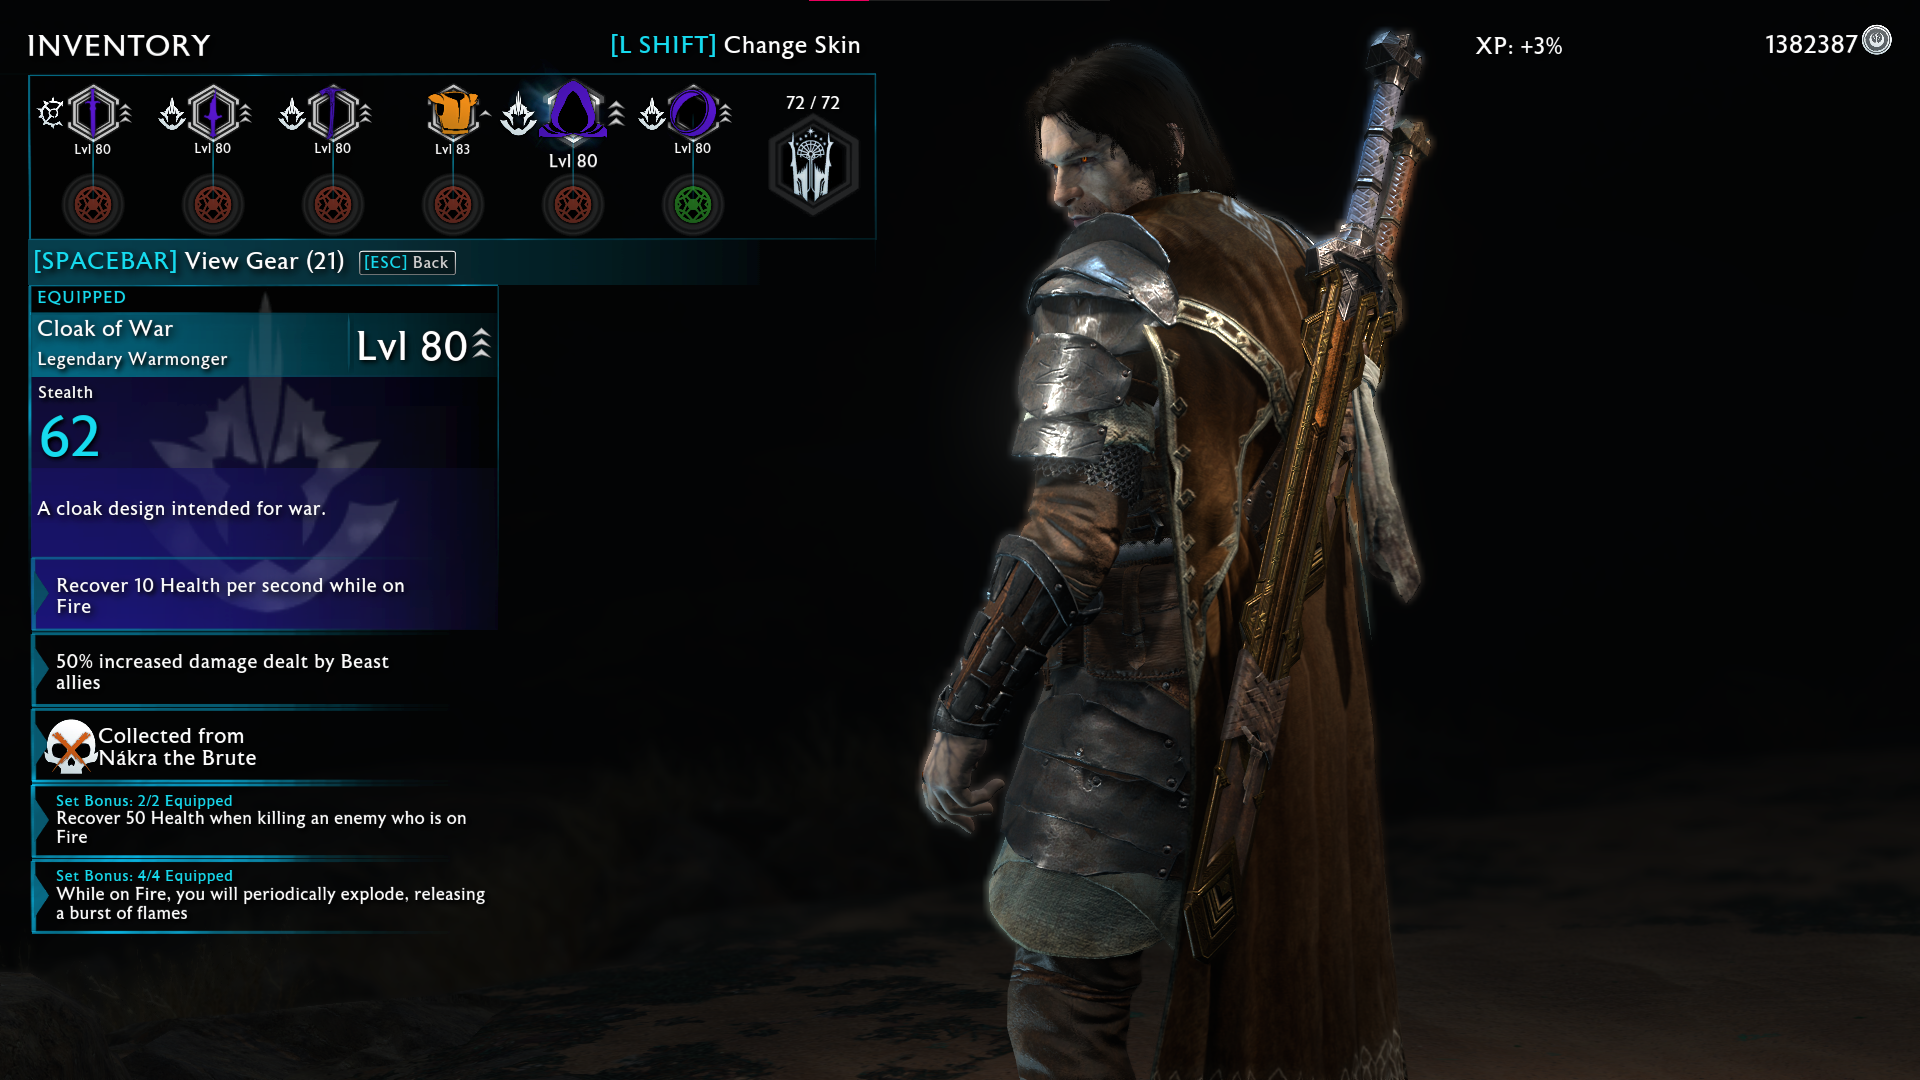 INVENTORY
[L SHIFT] Change Skin
XP: +3%
1382387
Lvl 80
Lvl 80
Lvl 80
Lvl 83
Lvl 80
Lvl 80
72 / 72
[SPACEBAR] View Gear (21) [ESC] Back
EQUIPPED
Cloak of War
Legendary Warmonger
Lvl 80
Stealth
62
A cloak design intended for war.
Recover 10 Health per second while on
Fire
50% increased damage dealt by Beast
allies
Collected from
Nákra the Brute
Set Bonus: 2/2 Equipped
Recover 50 Health when killing an enemy who is on
Fire
Set Bonus: 4/4 Equipped
While on Fire, you will periodically explode, releasing
a burst of flames